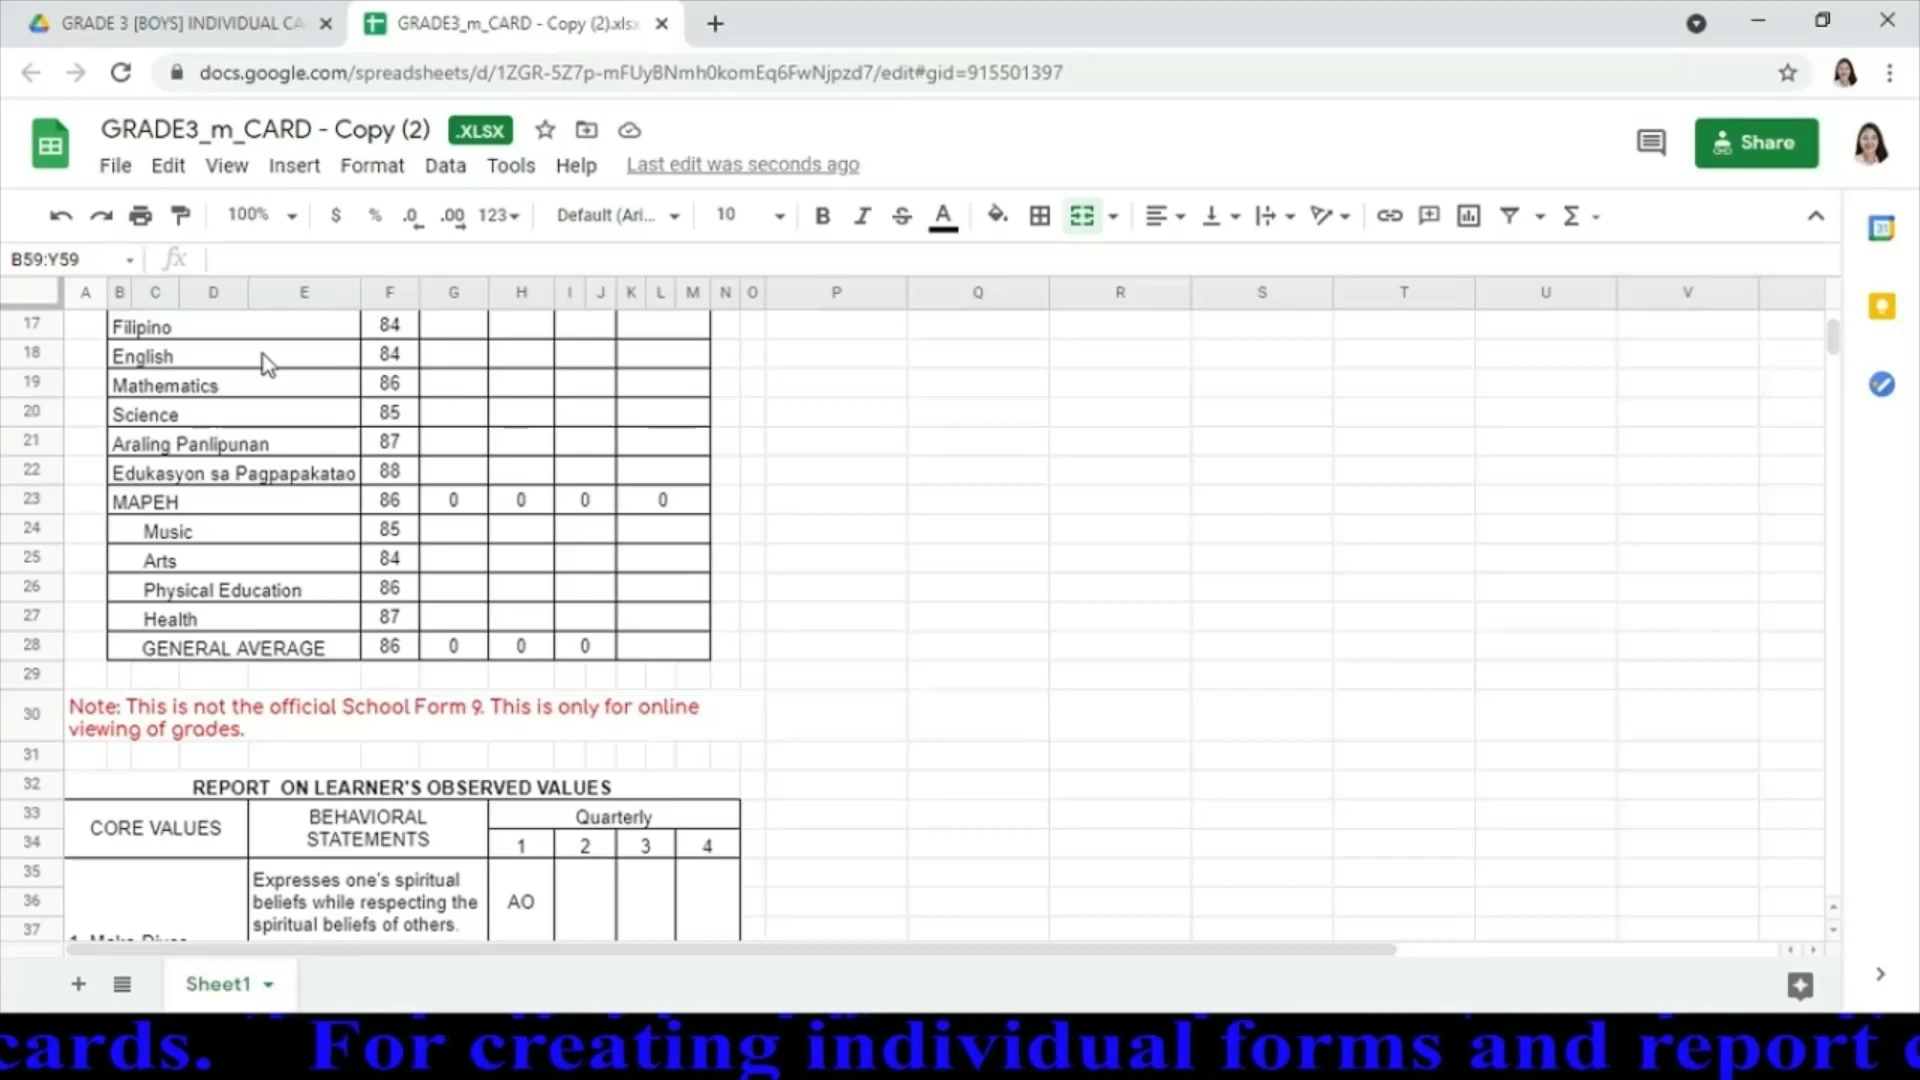 GRADE 3 [BOYS] INDIVIDUAL CA
GRADE3_m_CARD - Copy (2).xls
docs.google.com/spreadsheets/d/1ZGR-5Z7p-mFUyBNmh0komEq6FwNjpzd7/edit#gid=915501397
GRADE3_m_CARD - Copy (2) .XLSX
Share
File Edit View Insert Format Data Tools Help Last edit was seconds ago
100% $ % .0 .00 123 Default (Ari... 10 B I S A Σ
31
B59:Y59 fx
A B C D E F G H I J K L M N O P Q R S T U V
17 Filipino 84
18 English 84
19 Mathematics 86
20 Science 85
21 Araling Panlipunan 87
22 Edukasyon sa Pagpapakatao 88
23 MAPEH 86 0 0 0 0
24 Music 85
25 Arts 84
26 Physical Education 86
27 Health 87
28 GENERAL AVERAGE 86 0 0 0
29
30 Note: This is not the official School Form 9. This is only for online
viewing of grades.
31
32 REPORT ON LEARNER'S OBSERVED VALUES
33 CORE VALUES BEHAVIORAL Quarterly
34 STATEMENTS 1 2 3 4
35 Expresses one's spiritual
36 beliefs while respecting the AO
37 spiritual beliefs of others.
Sheet1
cards. For creating individual forms and report